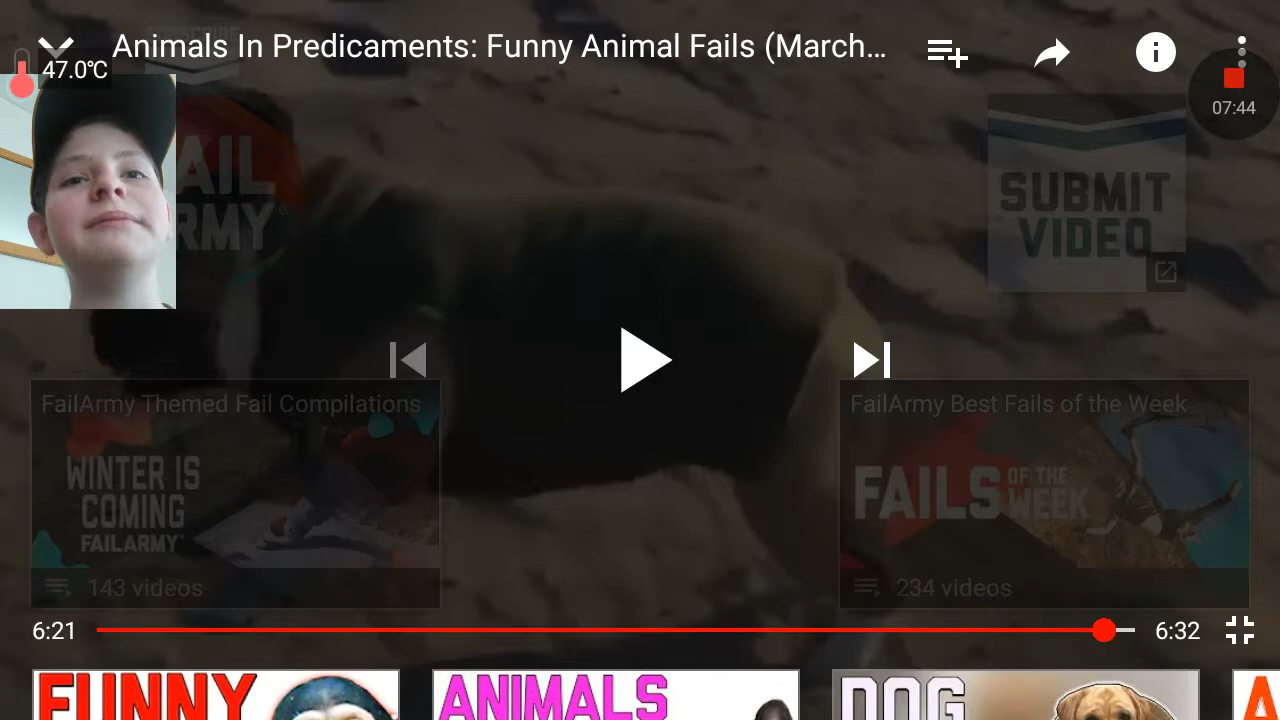 Animals In Predicaments: Funny Animal Fails (March…
47.0℃
07:44
FAIL
ARMY
SUBMIT
VIDEO
FailArmy Themed Fail Compilations
WINTER IS
COMING
FAILARMY
143 videos
FailArmy Best Fails of the Week
FAILS OF THE
WEEK
234 videos
6:21
6:32
FUNNY
ANIMALS
DOG